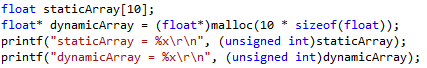 float staticArray[10];
float* dynamicArray = (float*)malloc(10 * sizeof(float));
printf("staticArray = %x\r\n", (unsigned int)staticArray);
printf("dynamicArray = %x\r\n", (unsigned int)dynamicArray);